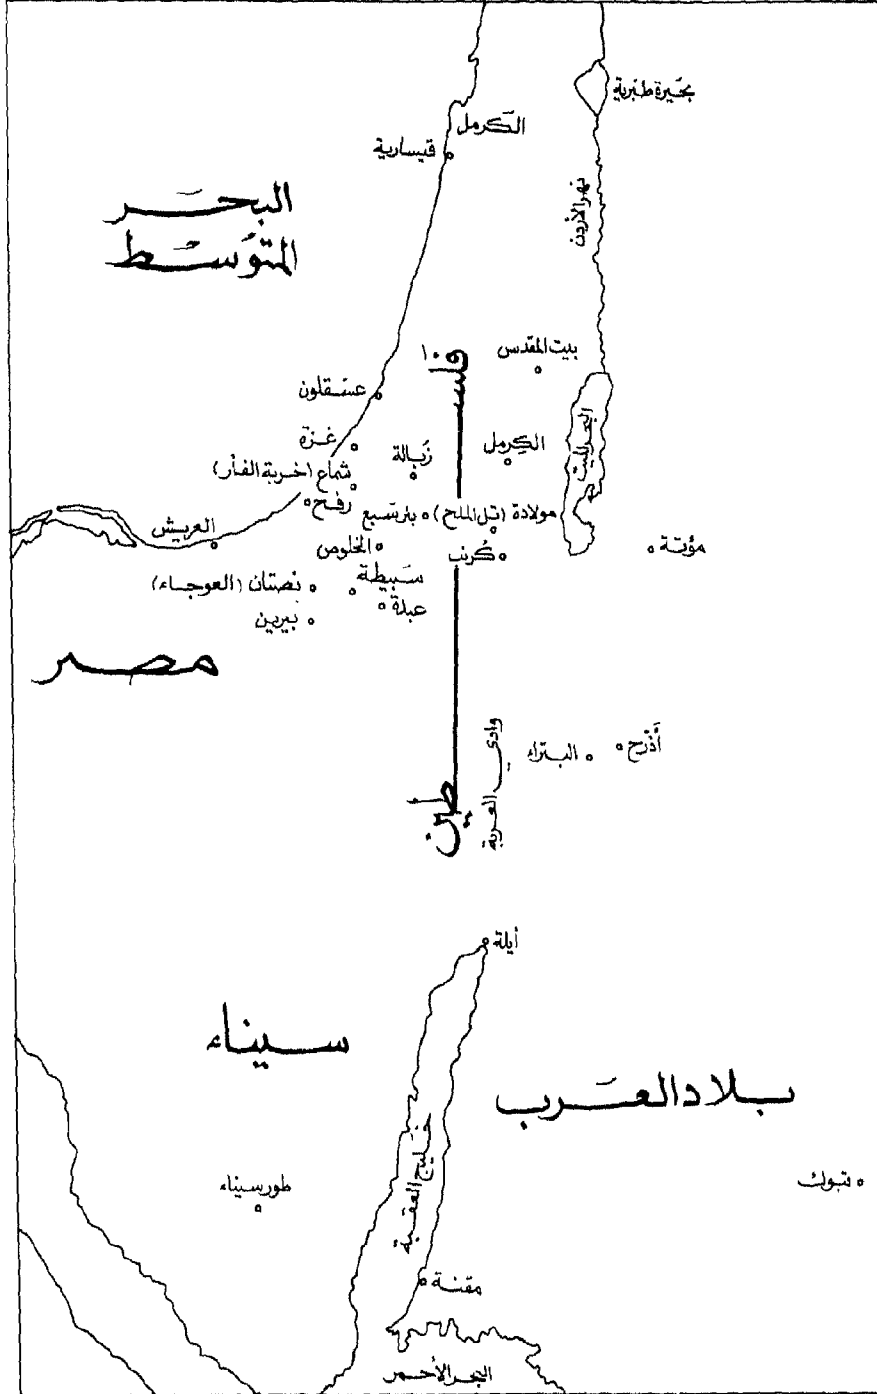 بحيرة طبرية
الكرمل
قيسارية
البحر
المتوسط
نهر الأردن
بيت المقدس
١٠
فلسطين
عسقلون
البحر الميت
غزة
زبالة
الكرمل
شماع (خربة الفأر)
رفح
بئر سبع
مولادة (تل الملح)
العريش
الخلوص
كرنب
مؤتة
نصتان (العوجاء)
سبيطة
عبدة
بيرين
مصر
وادي العربة
البتراء
أذرح
أيلة
سيناء
بلاد العرب
خليج العقبة
طور سيناء
تبوك
مقنة
البحر الأحمر